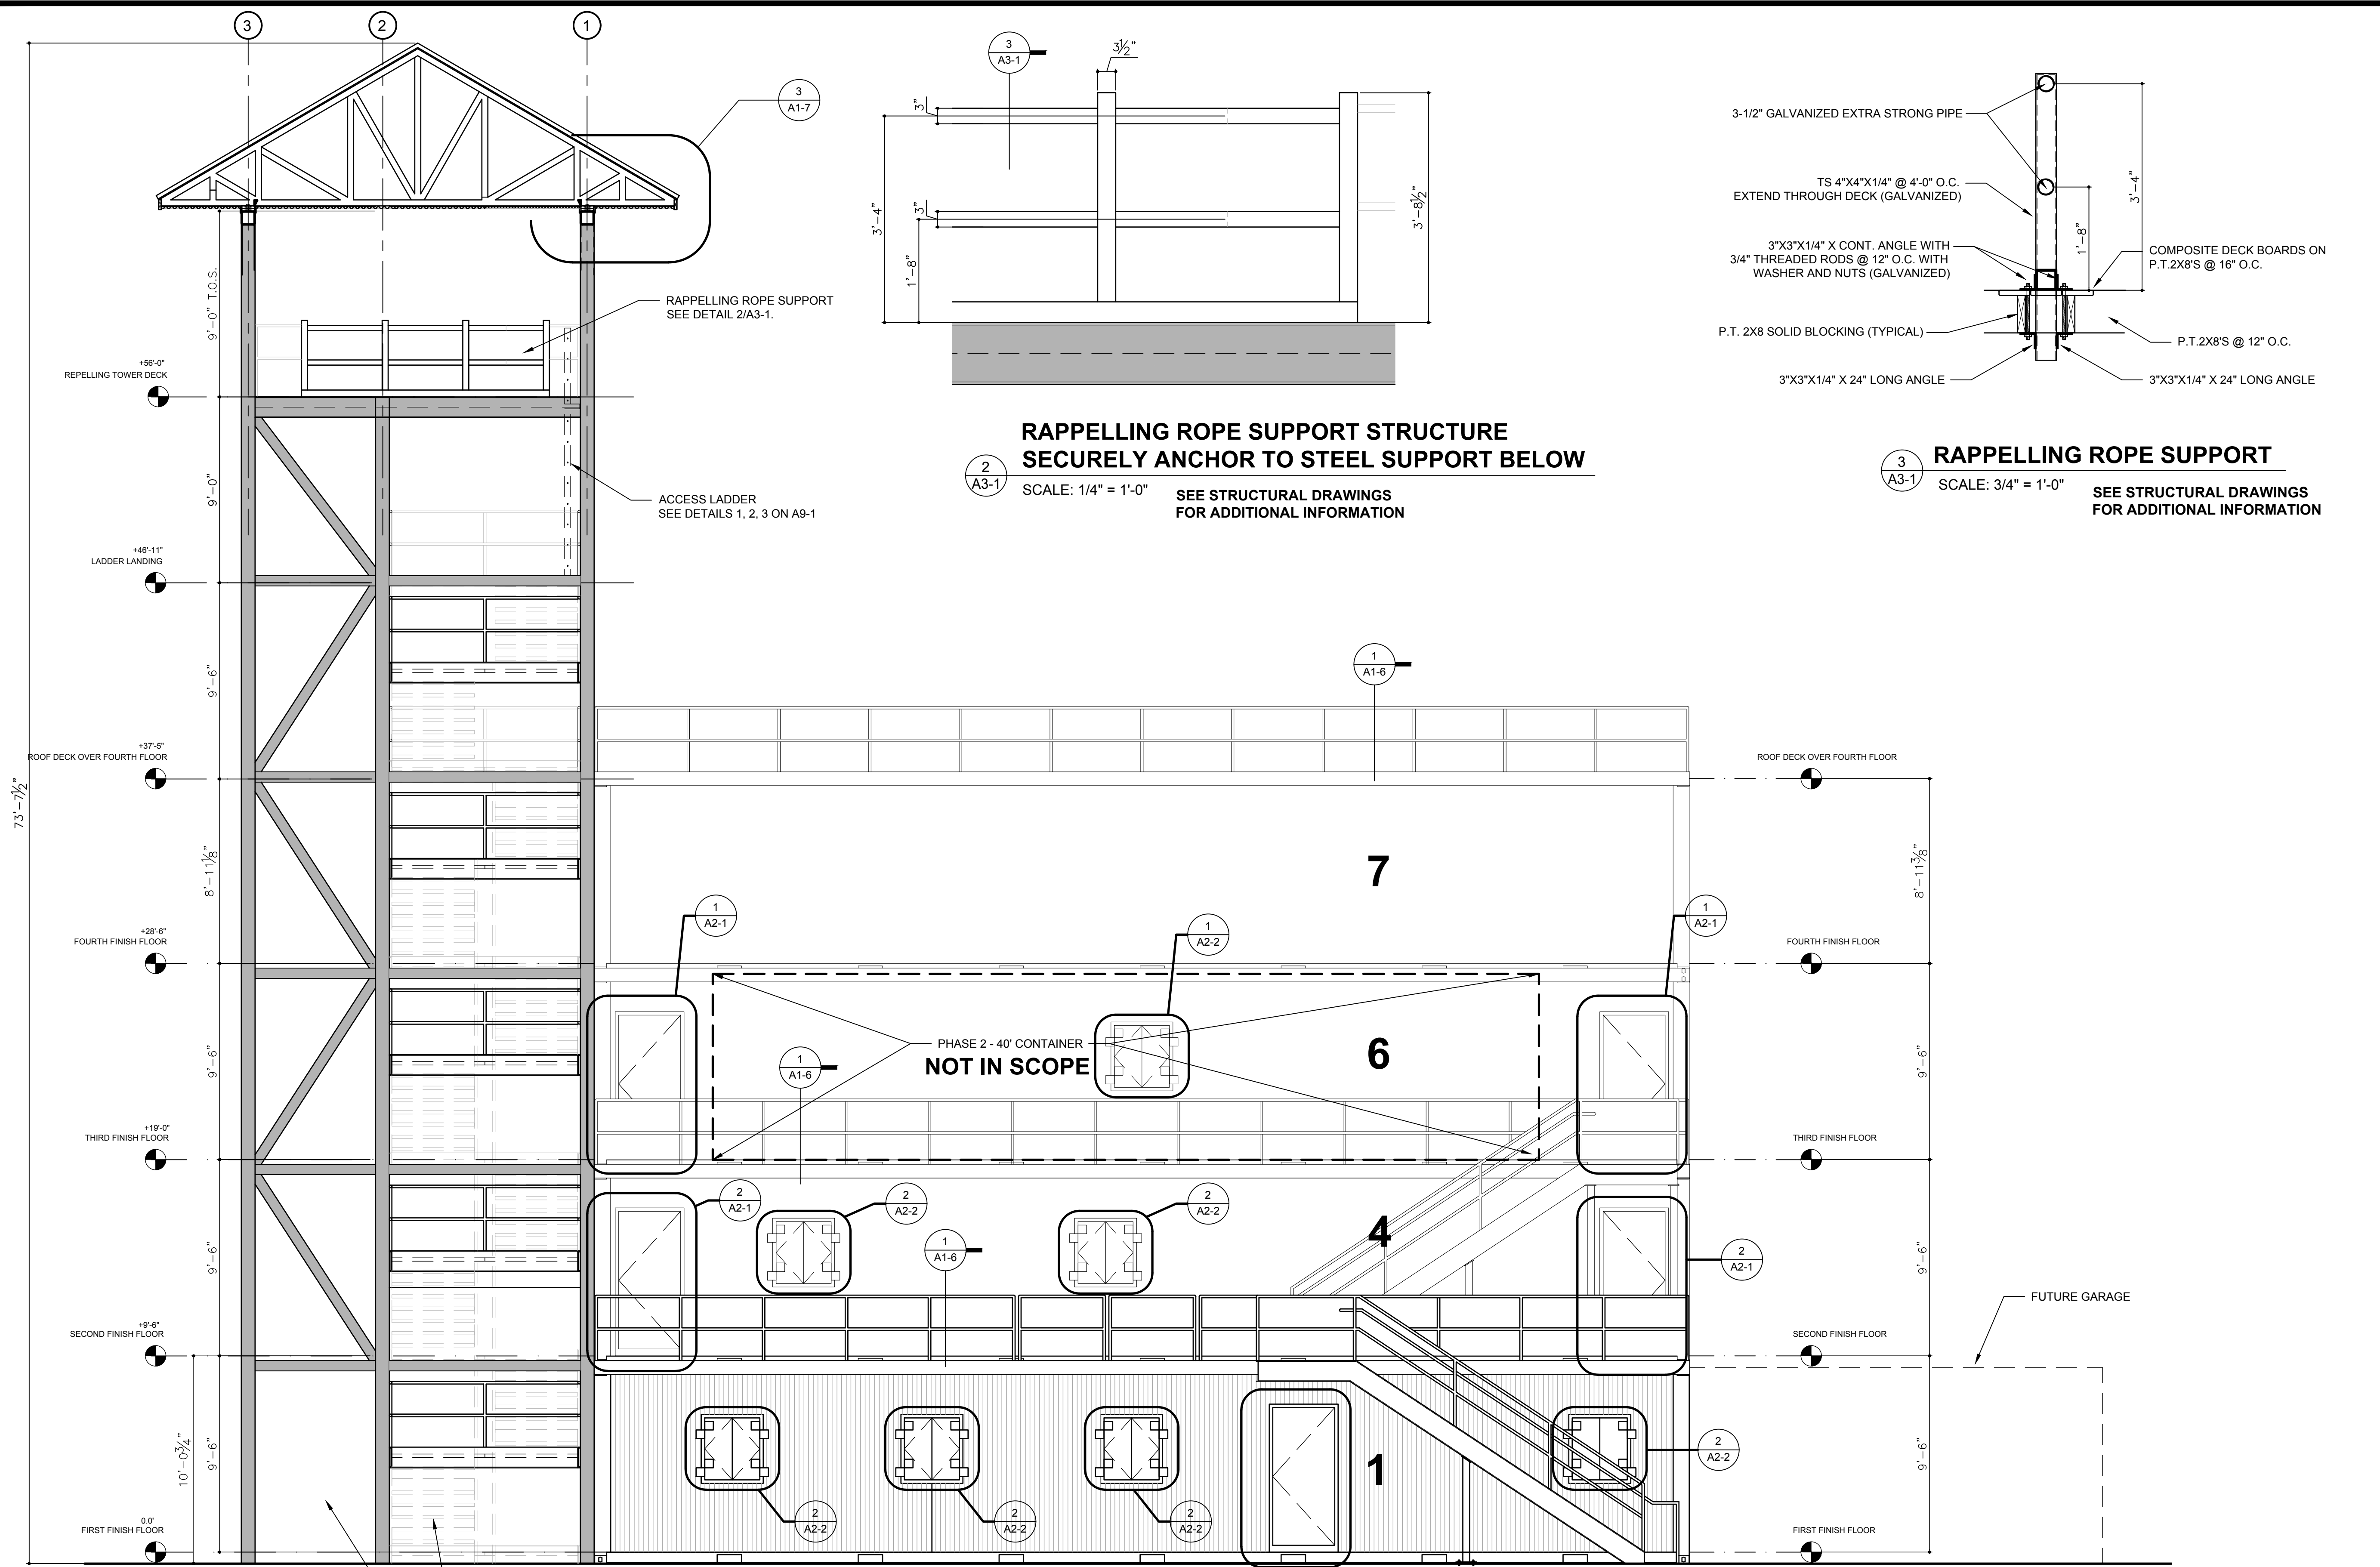 3
2
1
3
A1-7
73'-7½"
9'-0" T.O.S.
RAPPELLING ROPE SUPPORT
SEE DETAIL 2/A3-1.
+56'-0"
REPELLING TOWER DECK
9'-0"
ACCESS LADDER
SEE DETAILS 1, 2, 3 ON A9-1
+46'-11"
LADDER LANDING
9'-6"
+37'-5"
ROOF DECK OVER FOURTH FLOOR
8'-11⅛"
+28'-6"
FOURTH FINISH FLOOR
9'-6"
+19'-0"
THIRD FINISH FLOOR
9'-6"
+9'-6"
SECOND FINISH FLOOR
10'-0¾"
9'-6"
0.0'
FIRST FINISH FLOOR
3
A3-1
3½"
3"
3"
3'-4"
1'-8"
3'-8½"
2
A3-1
RAPPELLING ROPE SUPPORT STRUCTURE
SECURELY ANCHOR TO STEEL SUPPORT BELOW
SCALE: 1/4" = 1'-0"
SEE STRUCTURAL DRAWINGS
FOR ADDITIONAL INFORMATION
3-1/2" GALVANIZED EXTRA STRONG PIPE
TS 4"X4"X1/4" @ 4'-0" O.C.
EXTEND THROUGH DECK (GALVANIZED)
3"X3"X1/4" X CONT. ANGLE WITH
3/4" THREADED RODS @ 12" O.C. WITH
WASHER AND NUTS (GALVANIZED)
P.T. 2X8 SOLID BLOCKING (TYPICAL)
3"X3"X1/4" X 24" LONG ANGLE
3'-4"
1'-8"
COMPOSITE DECK BOARDS ON
P.T.2X8'S @ 16" O.C.
P.T.2X8'S @ 12" O.C.
3"X3"X1/4" X 24" LONG ANGLE
3
A3-1
RAPPELLING ROPE SUPPORT
SCALE: 3/4" = 1'-0"
SEE STRUCTURAL DRAWINGS
FOR ADDITIONAL INFORMATION
1
A1-6
7
1
A2-1
1
A2-2
1
A2-1
PHASE 2 - 40' CONTAINER
NOT IN SCOPE
6
1
A1-6
2
A2-1
2
A2-2
2
A2-2
4
1
A1-6
2
A2-1
1
2
A2-2
2
A2-2
2
A2-2
2
A2-2
ROOF DECK OVER FOURTH FLOOR
8'-11⅜"
FOURTH FINISH FLOOR
9'-6"
THIRD FINISH FLOOR
9'-6"
FUTURE GARAGE
SECOND FINISH FLOOR
9'-6"
FIRST FINISH FLOOR